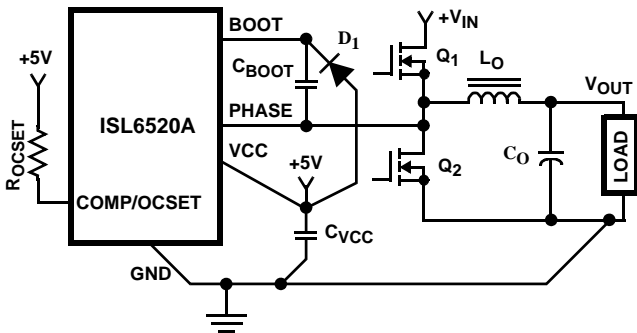 BOOT
+VIN
D1
+5V
Q1
LO
CBOOT
VOUT
PHASE
ISL6520A
VCC
ROCSET
+5V
Q2
CO
LOAD
COMP/OCSET
CVCC
GND